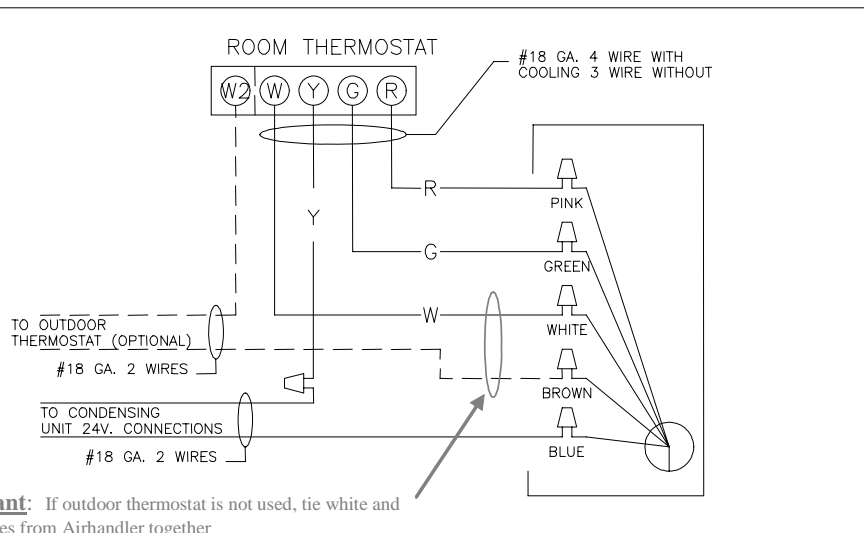 ROOM THERMOSTAT
#18 GA. 4 WIRE WITH
COOLING 3 WIRE WITHOUT
W2 W Y G R
R
PINK
Y
G
GREEN
W
WHITE
TO OUTDOOR
THERMOSTAT (OPTIONAL)
#18 GA. 2 WIRES
BROWN
TO CONDENSING
UNIT 24V. CONNECTIONS
BLUE
#18 GA. 2 WIRES
: If outdoor thermostat is not used, tie white and
from Airhandler together